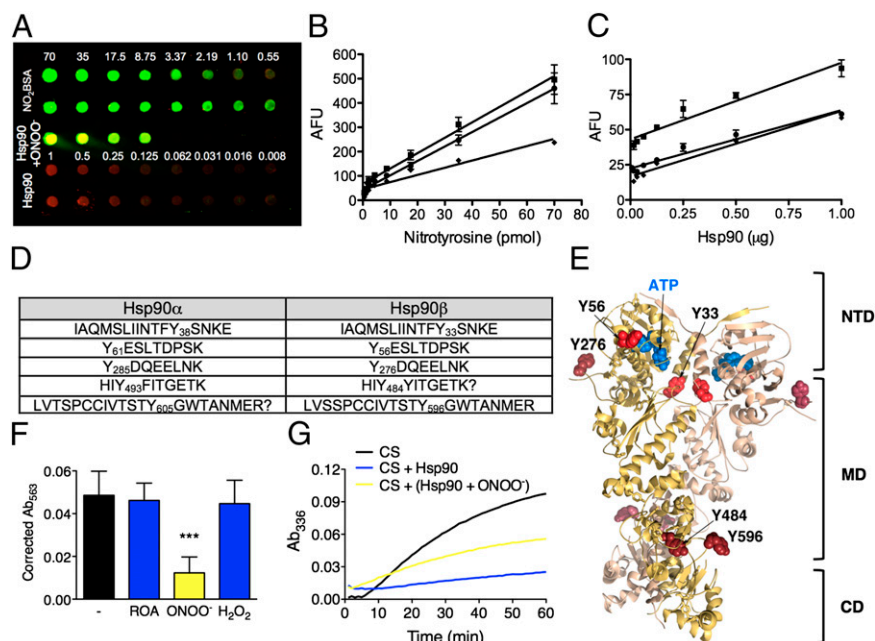 A
70 35 17.5 8.75 3.37 2.19 1.10 0.55
NO₂BSA
Hsp90 +ONOO⁻
1 0.5 0.25 0.125 0.062 0.031 0.016 0.008
Hsp90
B
600
500
400
300
200
100
0
AFU
0 10 20 30 40 50 60 70 80
Nitrotyrosine (pmol)
C
100
75
50
25
0
AFU
0.00 0.25 0.50 0.75 1.00
Hsp90 (μg)
D
Hsp90α Hsp90β
IAQMSLIINTFY₃₈SNKE IAQMSLIINTFY₃₃SNKE
Y₆₁ESLTDPSK Y₅₆ESLTDPSK
Y₂₈₅DQEELNK Y₂₇₆DQEELNK
HIY₄₉₃FITGETK HIY₄₈₄YITGETK?
LVTSPCCIVTSTY₆₀₅GWTANMER? LVSSPCCIVTSTY₅₉₆GWTANMER
E
ATP
Y56
Y33
Y276
NTD
MD
Y484
Y596
CD
F
0.06
0.04
0.02
0.00
Corrected Ab₅₆₃
***
- ROA ONOO⁻ H₂O₂
G
CS
CS + Hsp90
CS + (Hsp90 + ONOO⁻)
0.12
0.09
0.06
0.03
0.00
Ab₃₃₆
0 10 20 30 40 50 60
Time (min)